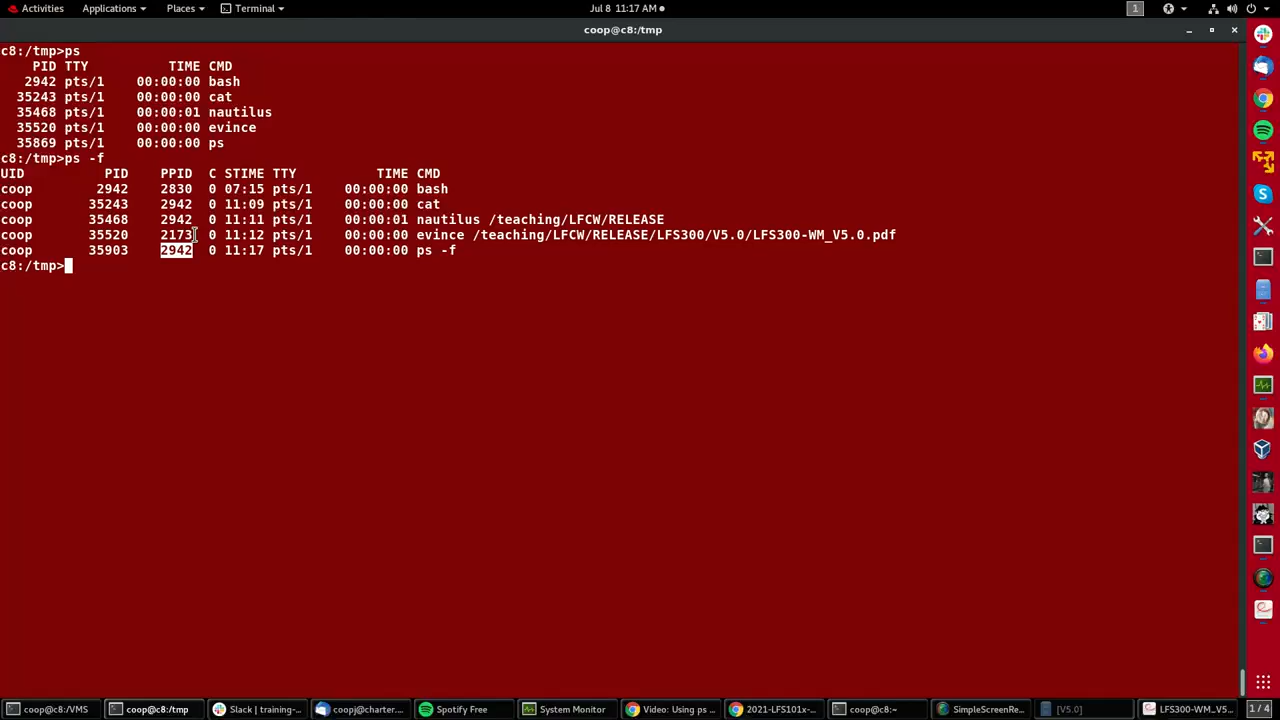 Activities Applications Places Terminal Jul 8 11:17 AM 1
coop@c8:/tmp
c8:/tmp>ps
PID TTY TIME CMD
2942 pts/1 00:00:00 bash
35243 pts/1 00:00:00 cat
35468 pts/1 00:00:01 nautilus
35520 pts/1 00:00:00 evince
35869 pts/1 00:00:00 ps
c8:/tmp>ps -f
UID PID PPID C STIME TTY TIME CMD
coop 2942 2830 0 07:15 pts/1 00:00:00 bash
coop 35243 2942 0 11:09 pts/1 00:00:00 cat
coop 35468 2942 0 11:11 pts/1 00:00:01 nautilus /teaching/LFCW/RELEASE
coop 35520 2173 0 11:12 pts/1 00:00:00 evince /teaching/LFCW/RELEASE/LFS300/V5.0/LFS300-WM_V5.0.pdf
coop 35903 2942 0 11:17 pts/1 00:00:00 ps -f
c8:/tmp>
coop@c8:/VMS coop@c8:/tmp Slack | training-... coopj@charter... Spotify Free System Monitor Video: Using ps ... 2021-LFS101x-... coop@c8:~ SimpleScreenRe... [V5.0] LFS300-WM_V5... 1 / 4